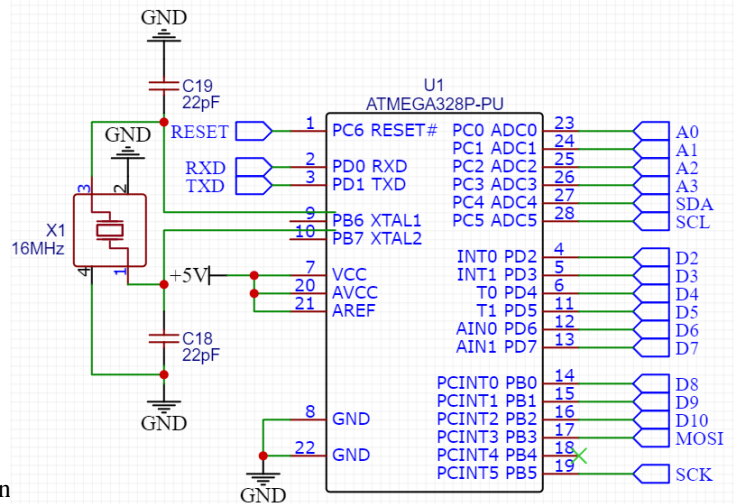 GND
C19
22pF
U1
ATMEGA328P-PU
RESET 1 PC6 RESET# PC0 ADC0 23 A0
PC1 ADC1 24 A1
RXD 2 PD0 RXD PC2 ADC2 25 A2
TXD 3 PD1 TXD PC3 ADC3 26 A3
PC4 ADC4 27 SDA
9 PB6 XTAL1 PC5 ADC5 28 SCL
10 PB7 XTAL2
GND
3 2
X1
16MHz
4 1
INT0 PD2 4 D2
+5V 7 VCC INT1 PD3 5 D3
20 AVCC T0 PD4 6 D4
21 AREF T1 PD5 11 D5
AIN0 PD6 12 D6
AIN1 PD7 13 D7
C18
22pF
GND
PCINT0 PB0 14 D8
PCINT1 PB1 15 D9
8 GND PCINT2 PB2 16 D10
PCINT3 PB3 17 MOSI
22 GND PCINT4 PB4 18
PCINT5 PB5 19 SCK
GND
n